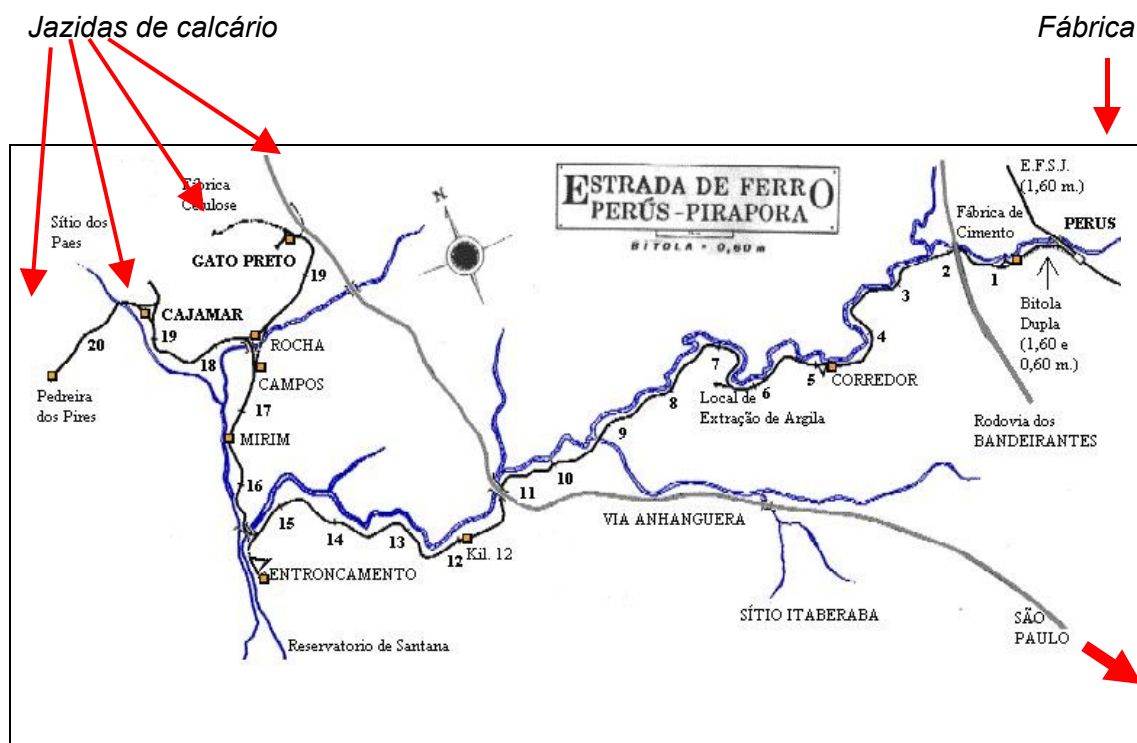 Jazidas de calcário
Fábrica
ESTRADA DE FERRO
PERÚS-PIRAPORA
BITOLA = 0,60 m
E.F.S.J.
(1,60 m.)
Fábrica de
Cimento
PERUS
Bitola
Dupla
(1,60 e
0,60 m.)
Rodovia dos
BANDEIRANTES
Fábrica
Celulose
Sítio dos
Paes
GATO PRETO
CAJAMAR
ROCHA
CAMPOS
MIRIM
Pedreira
dos Pires
N
CORREDOR
Local de
Extração de Argila
VIA ANHANGUERA
Kil. 12
ENTRONCAMENTO
Reservatorio de Santana
SÍTIO ITABERABA
SÃO
PAULO
1
2
3
4
5
6
7
8
9
10
11
12
13
14
15
16
17
18
19
19
20